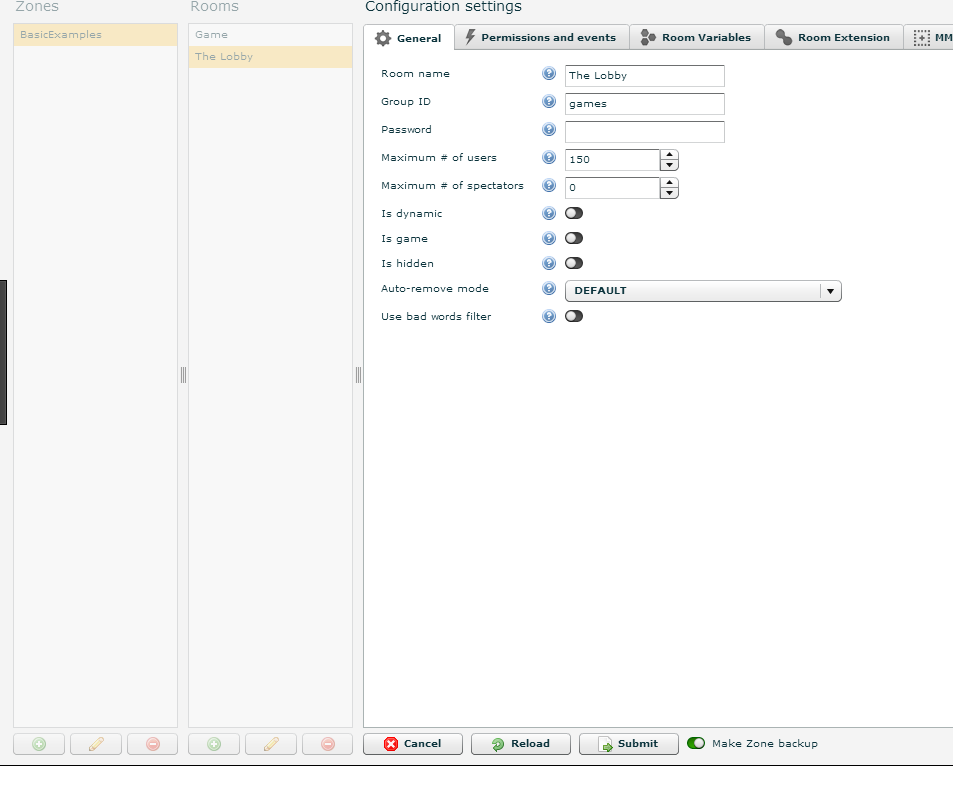 Zones
Rooms
Configuration settings
BasicExamples
Game
The Lobby
General
Permissions and events
Room Variables
Room Extension
MM
Room name
The Lobby
Group ID
games
Password
Maximum # of users
150
Maximum # of spectators
0
Is dynamic
Is game
Is hidden
Auto-remove mode
DEFAULT
Use bad words filter
Cancel
Reload
Submit
Make Zone backup